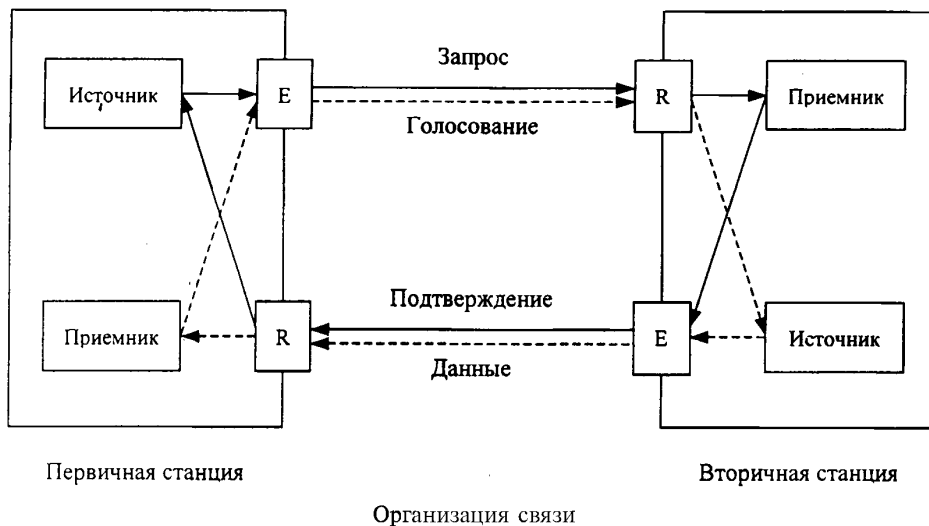 Запрос
Источник
E
R
Приемник
Голосование
Подтверждение
Приемник
R
E
Источник
Данные
Первичная станция
Вторичная станция
Организация связи